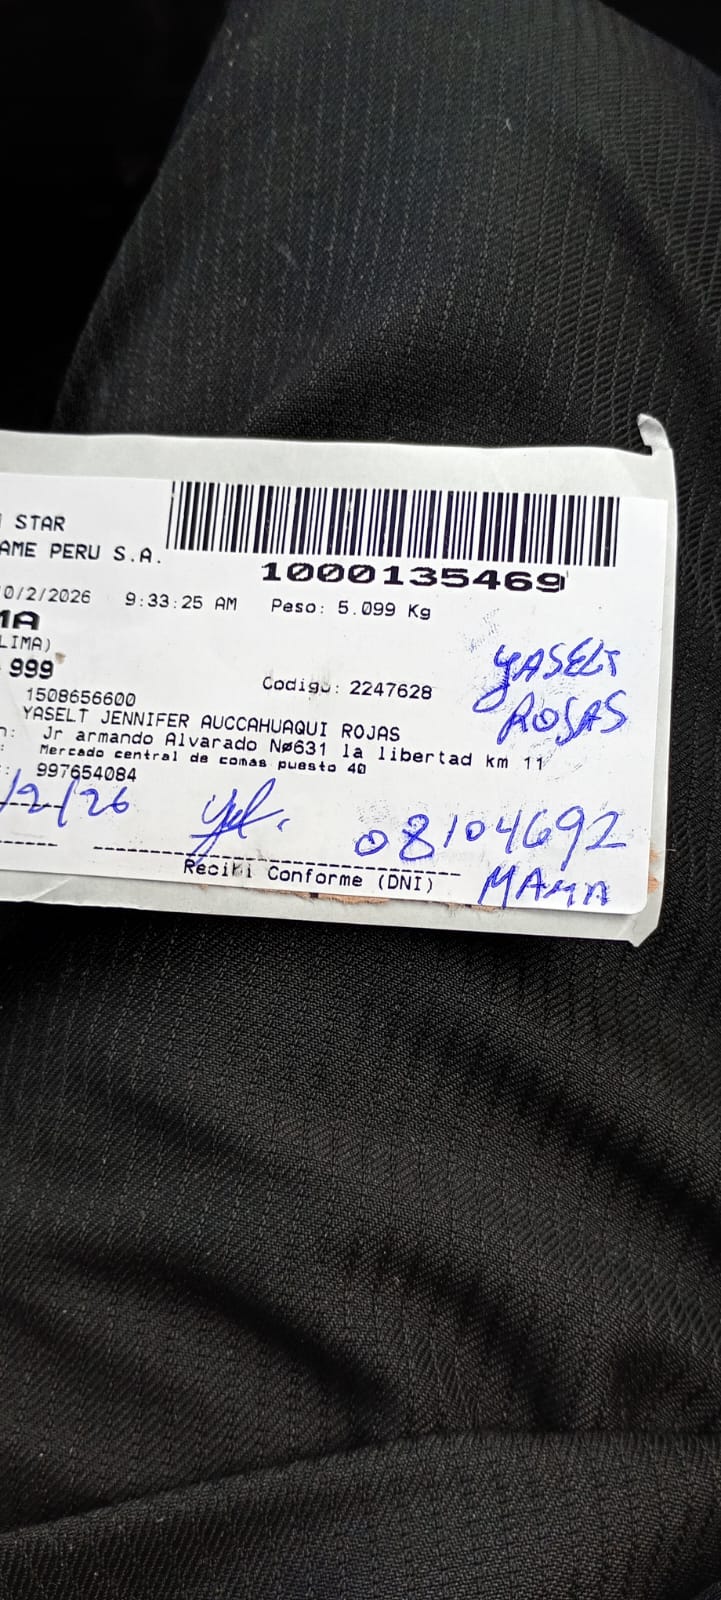 STAR
AME PERU S.A.
1000135469
0/2/2026 9:33:25 AM Peso: 5.099 Kg
MA
LIMA)
999
Codigo: 2247628
YASELT
ROSAS
1508656600
YASELT JENNIFER AUCCAHUAQUI ROJAS
n: Jr armando Alvarado Nø631 la libertad km 11
: Mercado central de comas puesto 40
: 997654084
/2/26
08104692
Recibi Conforme (DNI)
MAMA